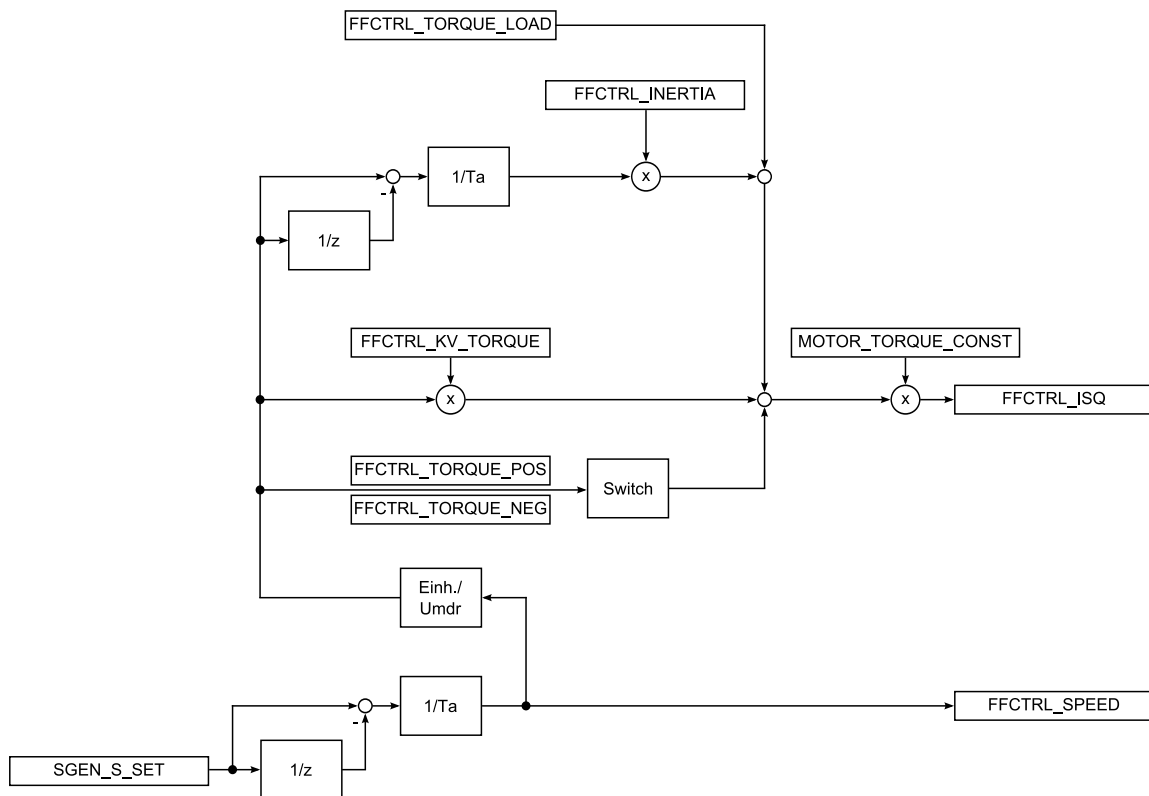 FFCTRL_TORQUE_LOAD
FFCTRL_INERTIA
1/Ta
x
-
1/z
FFCTRL_KV_TORQUE
MOTOR_TORQUE_CONST
x
x
FFCTRL_ISQ
FFCTRL_TORQUE_POS
Switch
FFCTRL_TORQUE_NEG
Einh./
Umdr
1/Ta
-
FFCTRL_SPEED
SGEN_S_SET
1/z